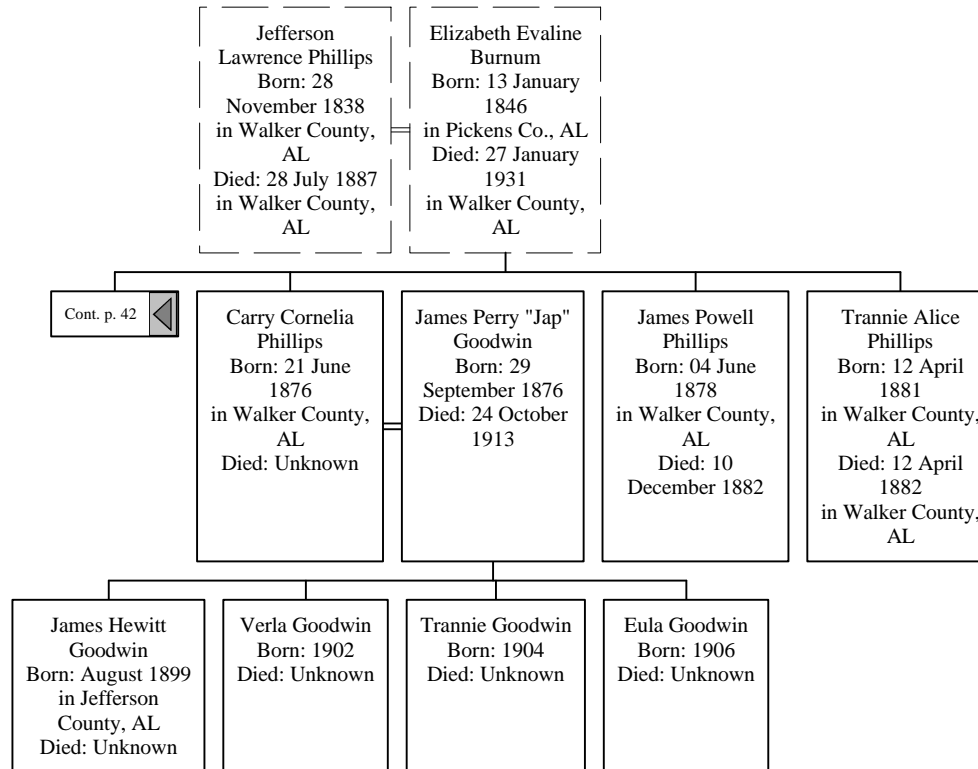 Jefferson
Lawrence Phillips
Born: 28
November 1838
in Walker County,
AL
Died: 28 July 1887
in Walker County,
AL
Elizabeth Evaline
Burnum
Born: 13 January
1846
in Pickens Co., AL
Died: 27 January
1931
in Walker County,
AL
Cont. p. 42
Carry Cornelia
Phillips
Born: 21 June
1876
in Walker County,
AL
Died: Unknown
James Perry "Jap"
Goodwin
Born: 29
September 1876
Died: 24 October
1913
James Powell
Phillips
Born: 04 June
1878
in Walker County,
AL
Died: 10
December 1882
Trannie Alice
Phillips
Born: 12 April
1881
in Walker County,
AL
Died: 12 April
1882
in Walker County,
AL
James Hewitt
Goodwin
Born: August 1899
in Jefferson
County, AL
Died: Unknown
Verla Goodwin
Born: 1902
Died: Unknown
Trannie Goodwin
Born: 1904
Died: Unknown
Eula Goodwin
Born: 1906
Died: Unknown